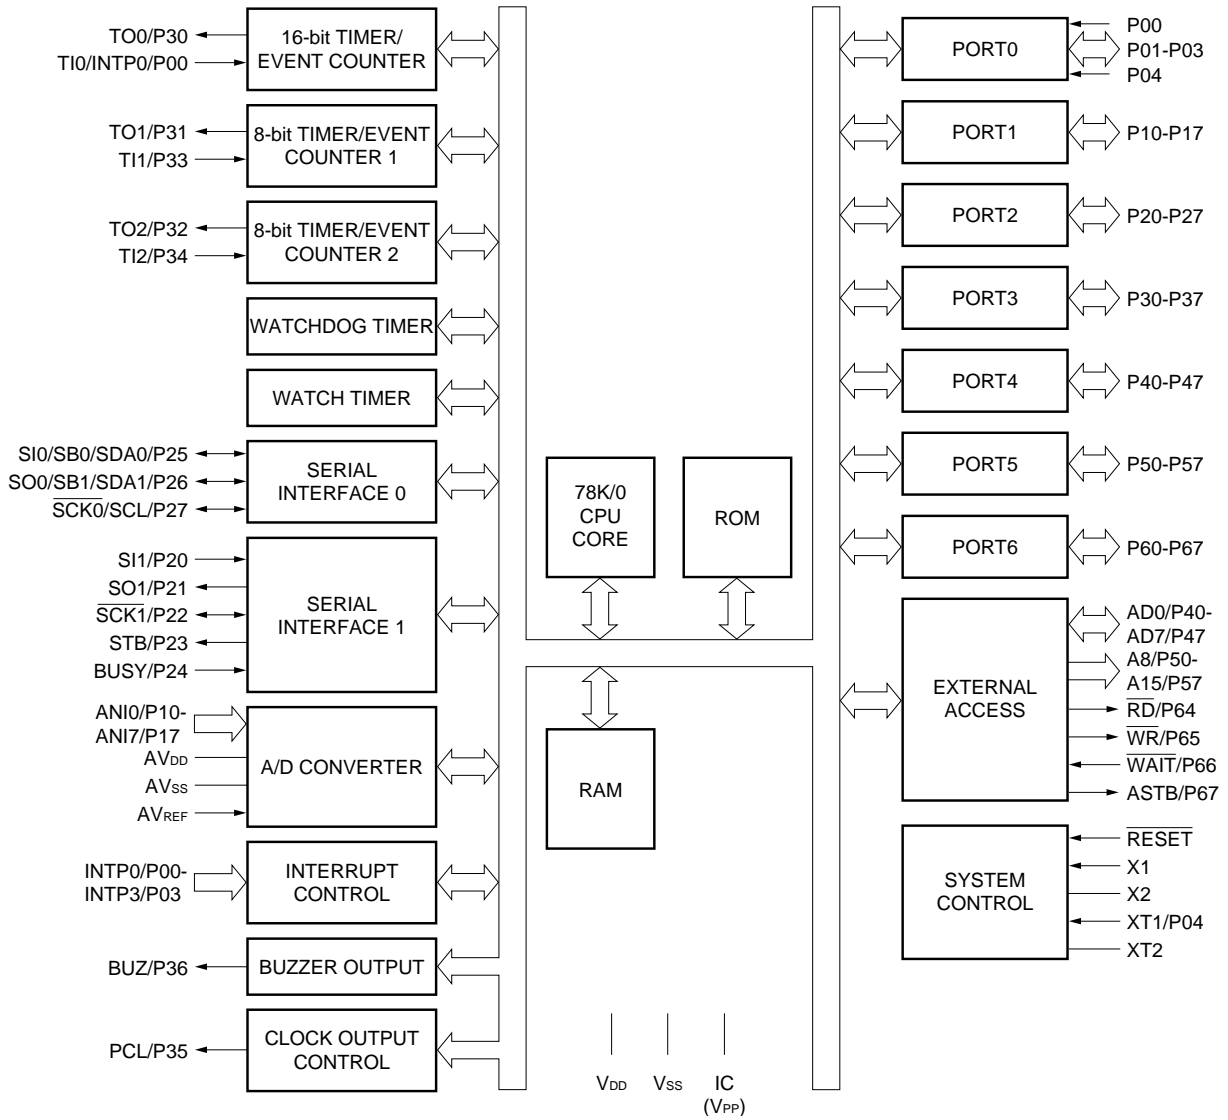 TO0/P30
TI0/INTP0/P00
16-bit TIMER/
EVENT COUNTER
TO1/P31
TI1/P33
8-bit TIMER/EVENT
COUNTER 1
TO2/P32
TI2/P34
8-bit TIMER/EVENT
COUNTER 2
WATCHDOG TIMER
WATCH TIMER
SI0/SB0/SDA0/P25
SO0/SB1/SDA1/P26
S̅C̅K̅0̅/SCL/P27
SERIAL
INTERFACE 0
SI1/P20
SO1/P21
S̅C̅K̅1̅/P22
STB/P23
BUSY/P24
SERIAL
INTERFACE 1
ANI0/P10-
ANI7/P17
AVDD
AVSS
AVREF
A/D CONVERTER
INTP0/P00-
INTP3/P03
INTERRUPT
CONTROL
BUZ/P36
BUZZER OUTPUT
PCL/P35
CLOCK OUTPUT
CONTROL
78K/0
CPU
CORE
ROM
RAM
VDD
VSS
IC
(VPP)
PORT0
P00
P01-P03
P04
PORT1
P10-P17
PORT2
P20-P27
PORT3
P30-P37
PORT4
P40-P47
PORT5
P50-P57
PORT6
P60-P67
EXTERNAL
ACCESS
AD0/P40-
AD7/P47
A8/P50-
A15/P57
R̅D̅/P64
W̅R̅/P65
W̅A̅I̅T̅/P66
ASTB/P67
SYSTEM
CONTROL
R̅E̅S̅E̅T̅
X1
X2
XT1/P04
XT2